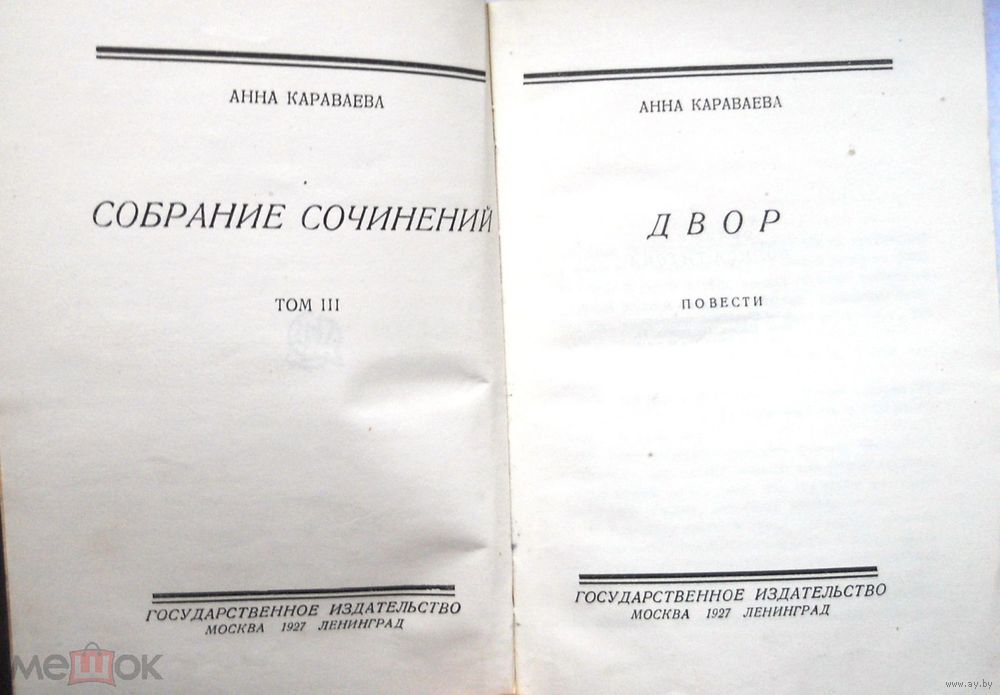 АННА КАРАВАЕВА
СОБРАНИЕ СОЧИНЕНИЙ
ТОМ III
ГОСУДАРСТВЕННОЕ ИЗДАТЕЛЬСТВО
МОСКВА 1927 ЛЕНИНГРАД
АННА КАРАВАЕВА
ДВОР
ПОВЕСТИ
ГОСУДАРСТВЕННОЕ ИЗДАТЕЛЬСТВО
МОСКВА 1927 ЛЕНИНГРАД
мешок
www.ay.by